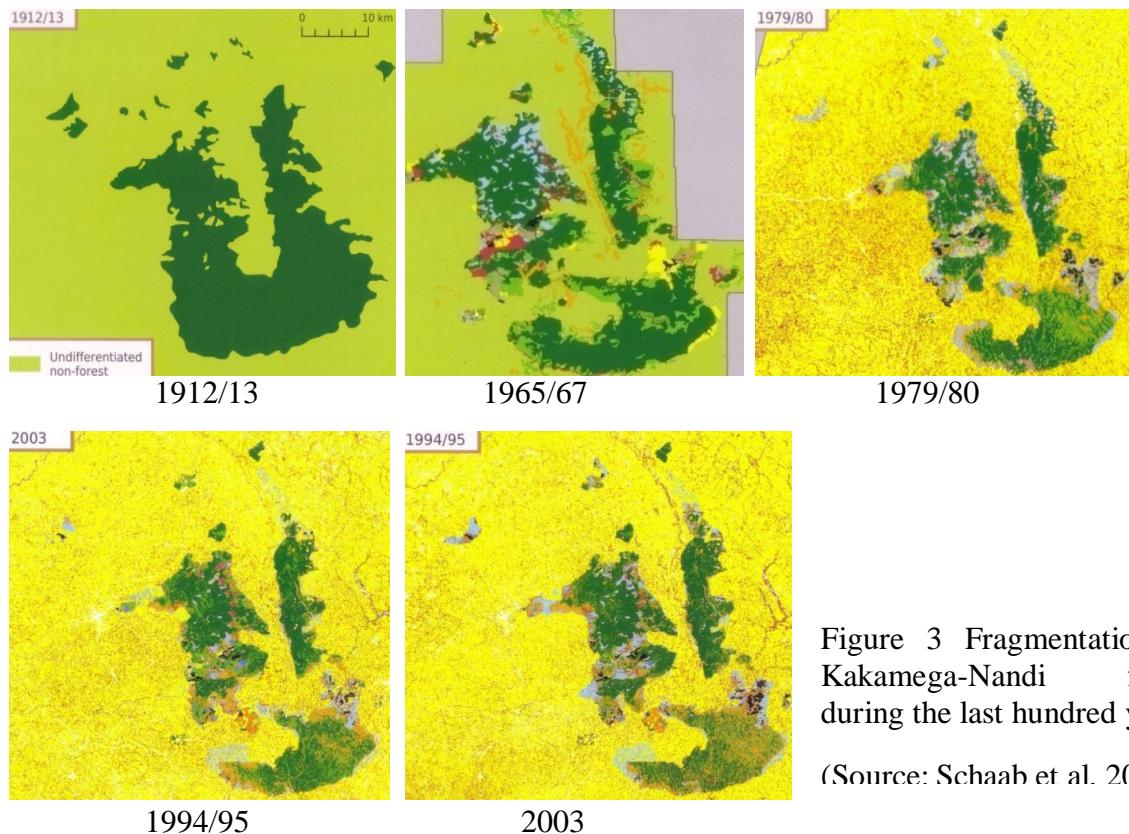 1912/13
0 10 km
1979/80
Undifferentiated
non-forest
1912/13 1965/67 1979/80
2003
1994/95
Figure 3 Fragmentatio
Kakamega-Nandi
during the last hundred
(Source: Schaab et al. 20
1994/95 2003